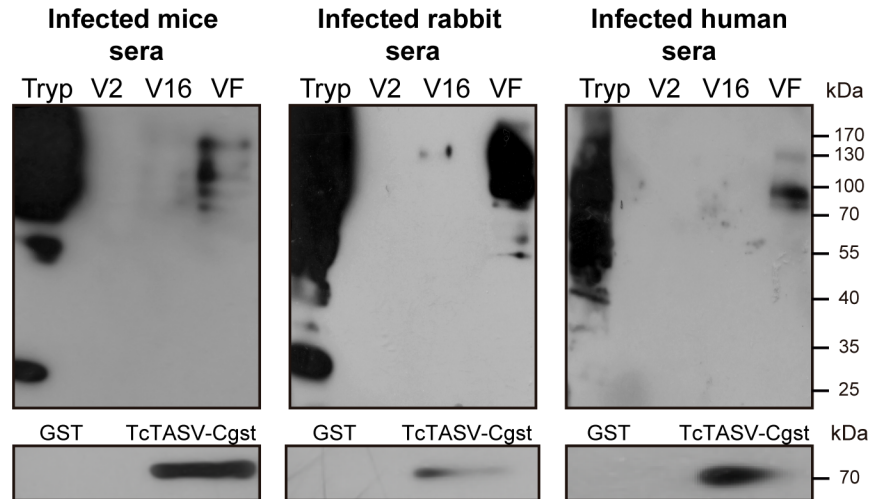 Infected mice sera
Infected rabbit sera
Infected human sera
Tryp V2 V16 VF
Tryp V2 V16 VF
Tryp V2 V16 VF
kDa
170
130
100
70
55
40
35
25
GST TcTASV-Cgst
GST TcTASV-Cgst
GST TcTASV-Cgst
kDa
70